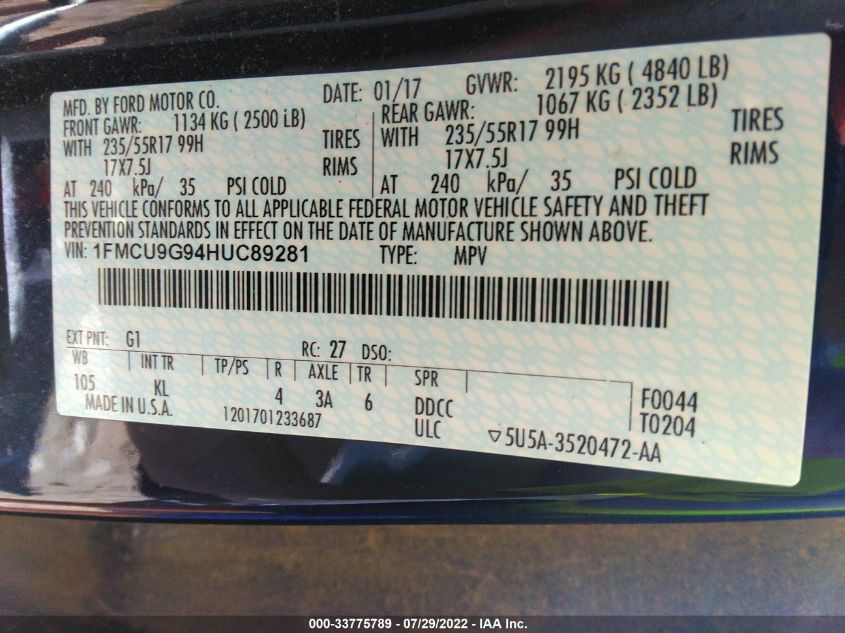 MFD. BY FORD MOTOR CO. DATE: 01/17 GVWR: 2195 KG ( 4840 LB)
FRONT GAWR: 1134 KG ( 2500 LB) REAR GAWR: 1067 KG ( 2352 LB)
WITH 235/55R17 99H TIRES WITH 235/55R17 99H TIRES
17X7.5J RIMS 17X7.5J RIMS
AT 240 kPa/ 35 PSI COLD AT 240 kPa/ 35 PSI COLD
THIS VEHICLE CONFORMS TO ALL APPLICABLE FEDERAL MOTOR VEHICLE SAFETY AND THEFT
PREVENTION STANDARDS IN EFFECT ON THE DATE OF MANUFACTURE SHOWN ABOVE.
VIN: 1FMCU9G94HUC89281 TYPE: MPV
EXT PNT: G1 RC: 27 DSO:
WB INT TR TP/PS R AXLE TR SPR
105 KL 4 3A 6 DDCC F0044
MADE IN U.S.A. 1201701233687 ULC T0204
▽5U5A-3520472-AA
000-33775789 - 07/29/2022 - IAA Inc.